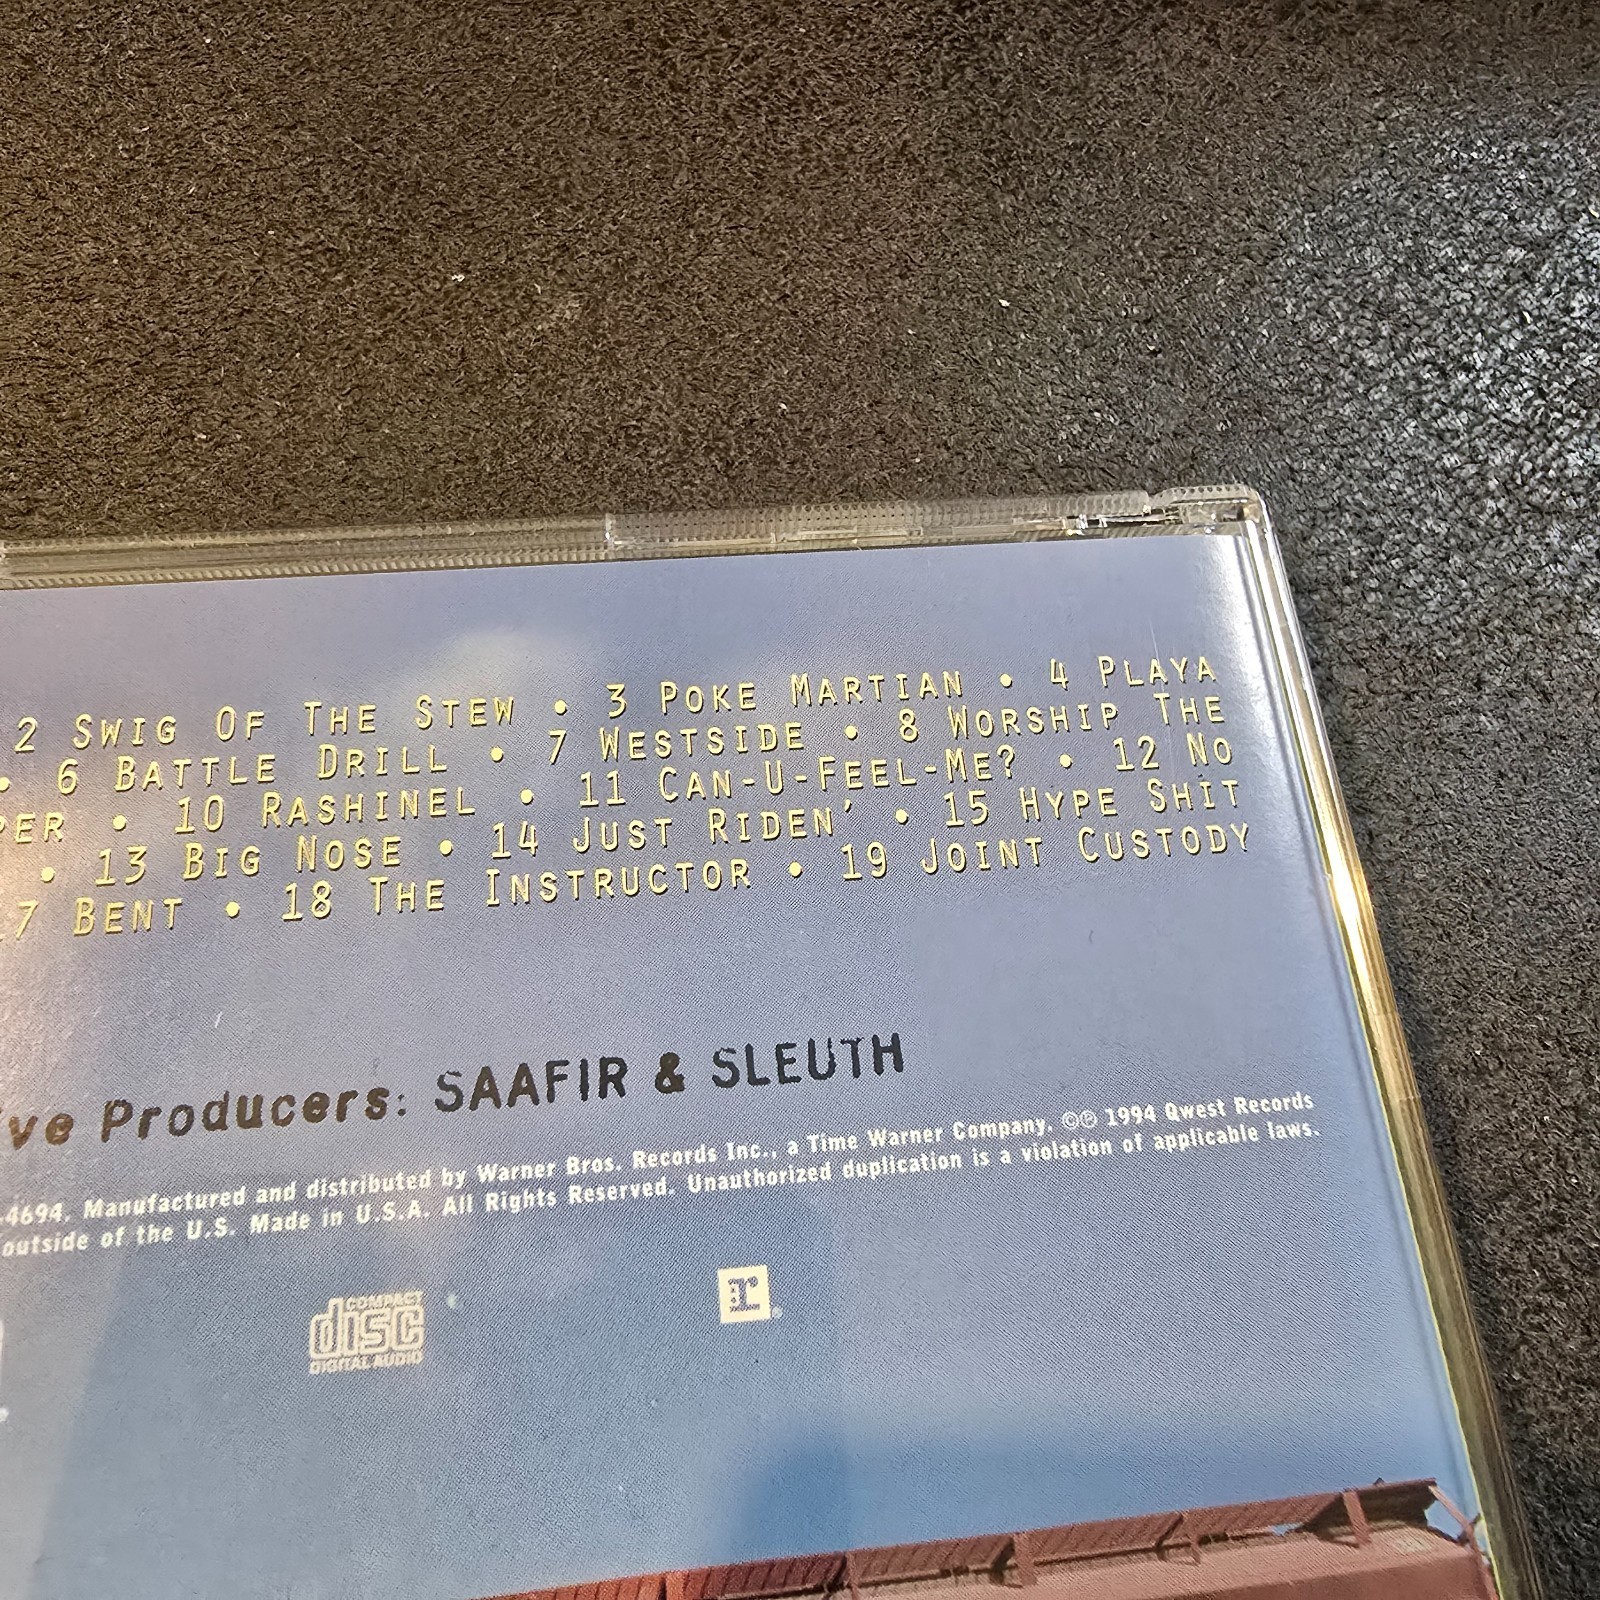 2 SWIG OF THE STEW • 3 POKE MARTIAN • 4 PLAYA
• 6 BATTLE DRILL • 7 WESTSIDE • 8 WORSHIP THE
PER • 10 RASHINEL • 11 CAN-U-FEEL-ME? • 12 NO
• 13 BIG NOSE • 14 JUST RIDEN' • 15 HYPE SHIT
7 BENT • 18 THE INSTRUCTOR • 19 JOINT CUSTODY
ive Producers: SAAFIR & SLEUTH
-4694. Manufactured and distributed by Warner Bros. Records Inc., a Time Warner Company. ©℗ 1994 Qwest Records
outside of the U.S. Made in U.S.A. All Rights Reserved. Unauthorized duplication is a violation of applicable laws.
COMPACT
disc
DIGITAL AUDIO
r®